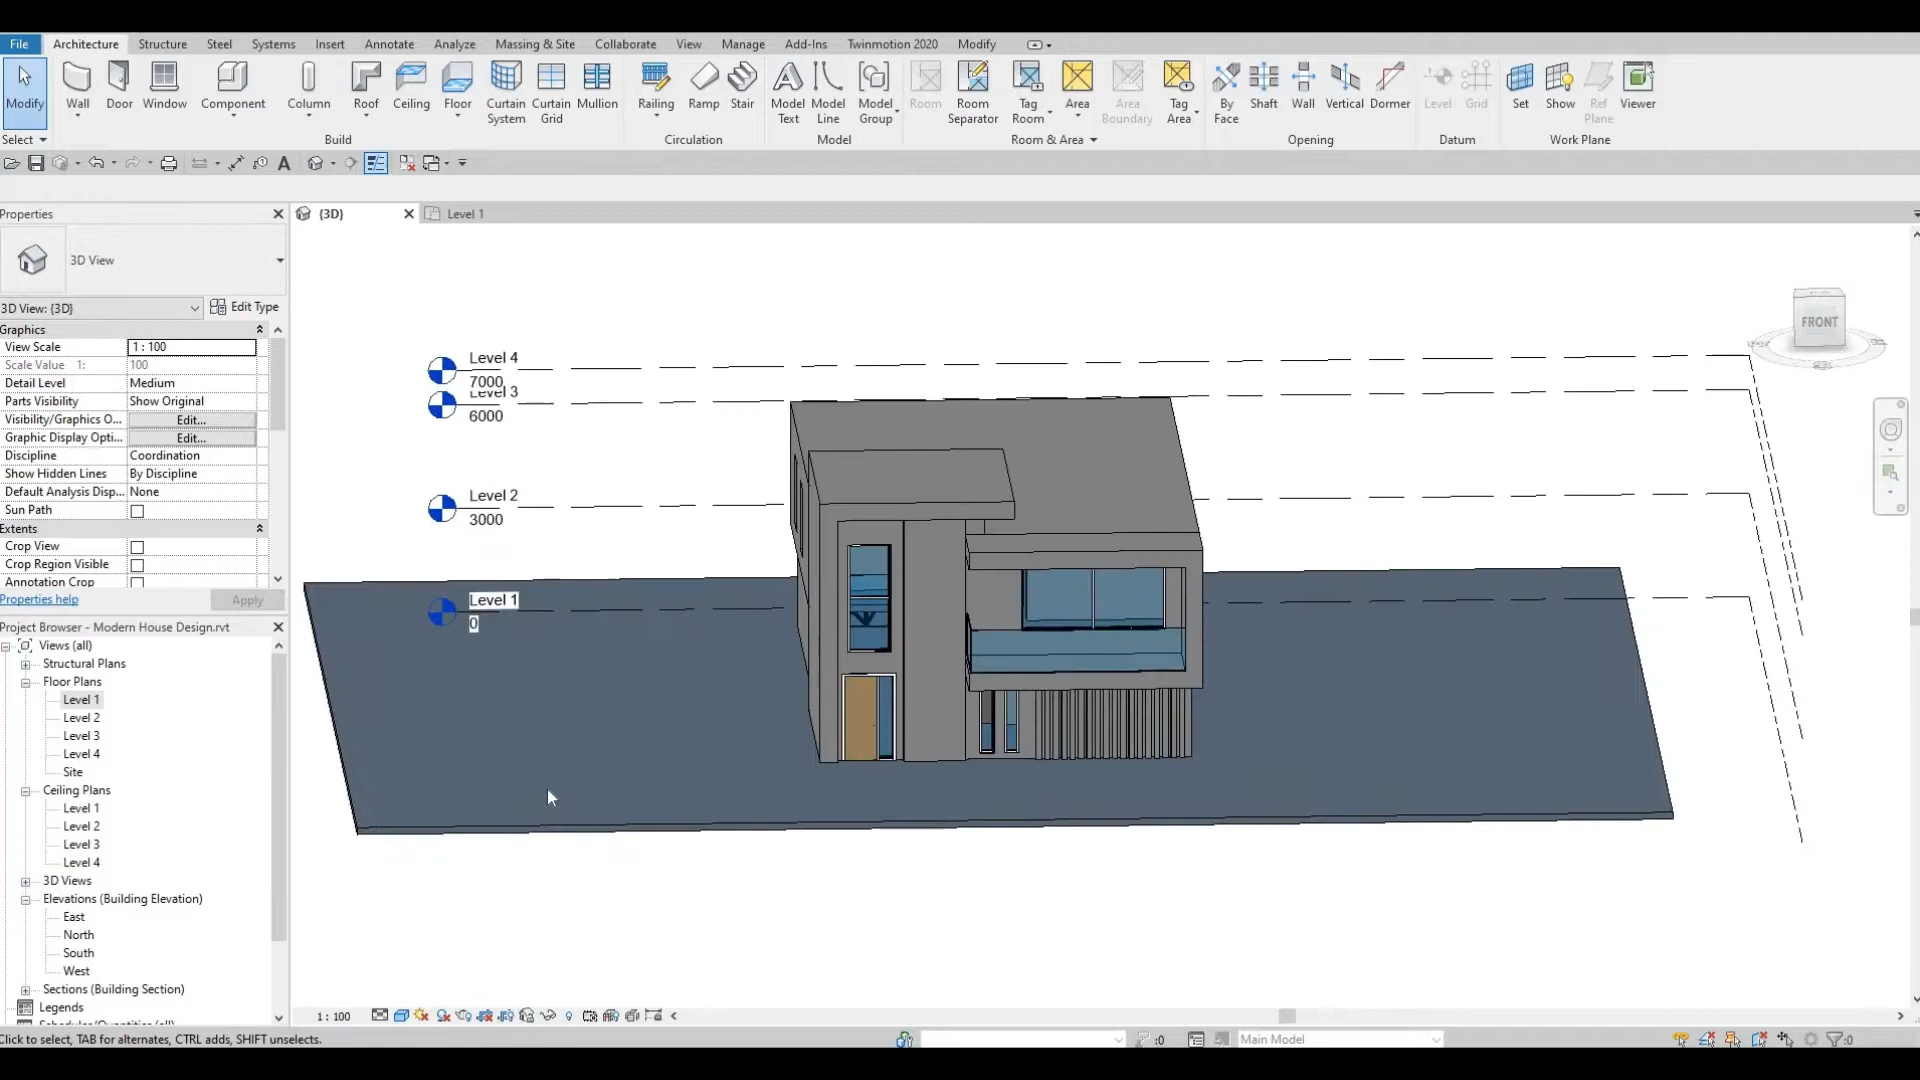 File Architecture Structure Steel Systems Insert Annotate Analyze Massing & Site Collaborate View Manage Add-Ins Twinmotion 2020 Modify
Modify Wall Door Window Component Column Roof Ceiling Floor Curtain System Curtain Grid Mullion Railing Ramp Stair Model Text Model Line Model Group Room Room Separator Tag Room Area Area Boundary Tag Area By Face Shaft Wall Vertical Dormer Level Grid Set Show Ref Plane Viewer
Select Build Circulation Model Room & Area Opening Datum Work Plane
Properties
{3D} Level 1
3D View
3D View: {3D} Edit Type
Graphics
View Scale 1 : 100
Scale Value 1: 100
Detail Level Medium
Parts Visibility Show Original
Visibility/Graphics O... Edit...
Graphic Display Opti... Edit...
Discipline Coordination
Show Hidden Lines By Discipline
Default Analysis Disp... None
Sun Path
Extents
Crop View
Crop Region Visible
Annotation Crop
Properties help Apply
Project Browser - Modern House Design.rvt
Views (all)
Structural Plans
Floor Plans
Level 1
Level 2
Level 3
Level 4
Site
Ceiling Plans
Level 1
Level 2
Level 3
Level 4
3D Views
Elevations (Building Elevation)
East
North
South
West
Sections (Building Section)
Legends
Schedules/Quantities (all)
Level 4
7000
Level 3
6000
Level 2
3000
Level 1
0
FRONT
1 : 100
Click to select, TAB for alternates, CTRL adds, SHIFT unselects.
:0
Main Model
:0